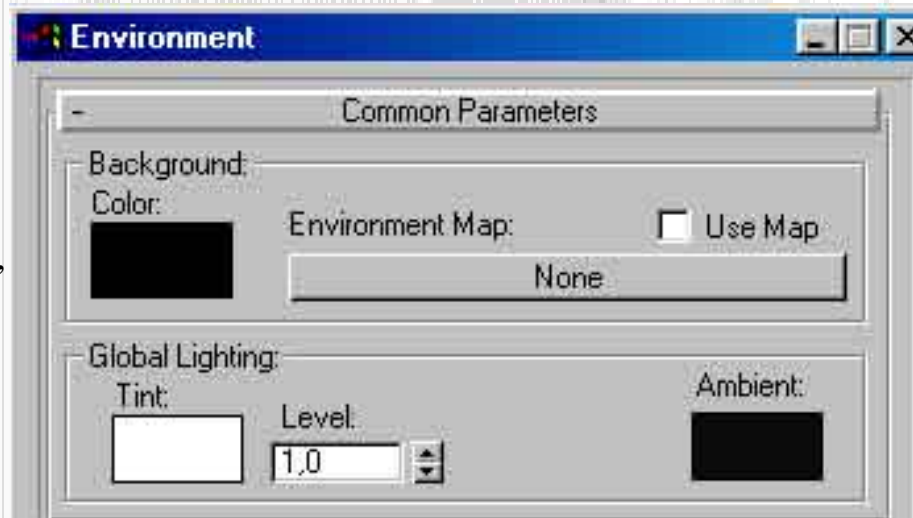 Environment
- Common Parameters
Background:
Color:
Environment Map: Use Map
None
Global Lighting:
Tint:
Level:
Ambient:
1,0
,